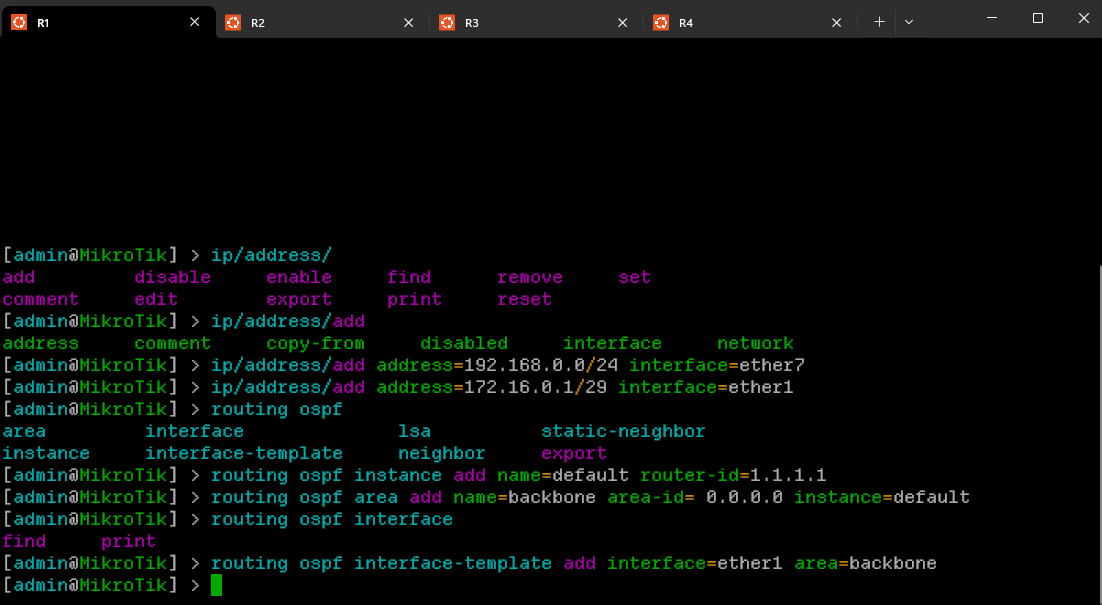 R1 R2 R3 R4
[admin@MikroTik] > ip/address/
add disable enable find remove set
comment edit export print reset
[admin@MikroTik] > ip/address/add
address comment copy-from disabled interface network
[admin@MikroTik] > ip/address/add address=192.168.0.0/24 interface=ether7
[admin@MikroTik] > ip/address/add address=172.16.0.1/29 interface=ether1
[admin@MikroTik] > routing ospf
area interface lsa static-neighbor
instance interface-template neighbor export
[admin@MikroTik] > routing ospf instance add name=default router-id=1.1.1.1
[admin@MikroTik] > routing ospf area add name=backbone area-id= 0.0.0.0 instance=default
[admin@MikroTik] > routing ospf interface
find print
[admin@MikroTik] > routing ospf interface-template add interface=ether1 area=backbone
[admin@MikroTik] >